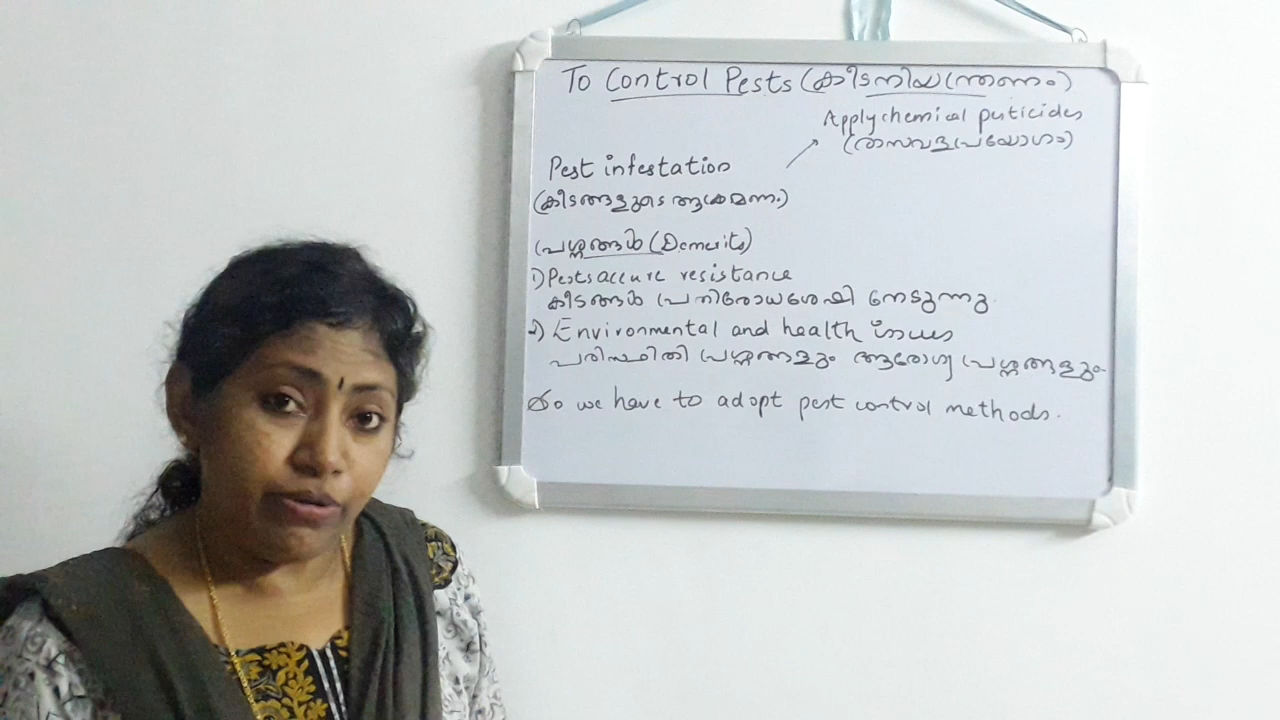 To Control Pests (കീടനിയന്ത്രണം)
Apply chemical pesticides
(രാസവളപ്രയോഗം)
Pest infestation
(കീടങ്ങളുടെ ആക്രമണം)
പ്രശ്നങ്ങൾ (Demerits)
1) Pests accure resistance
കീടങ്ങൾ പ്രതിരോധശേഷി നേടുന്നു.
2) Environmental and health issues
പരിസ്ഥിതി പ്രശ്നങ്ങളും ആരോഗ്യ പ്രശ്നങ്ങളും
So we have to adopt pest control methods.